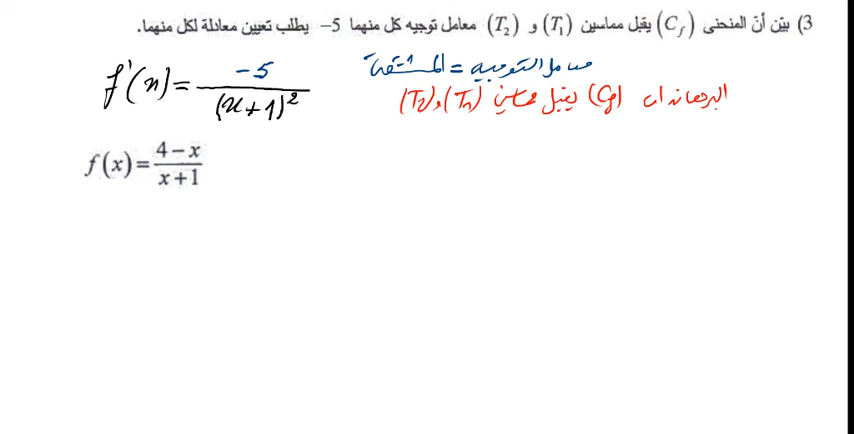 3) بيّن أنّ المنحنى (C_f) يقبل مماسين (T_1) و (T_2) معامل توجيه كل منهما −5 يطلب تعيين معادلة لكل منهما.
معامل التوجيه = المشتقة
f'(x) = -5/(x+1)^2
البرهان ان (Cf) يقبل مماسين (T1) و (T2)
f(x) = (4−x)/(x+1)